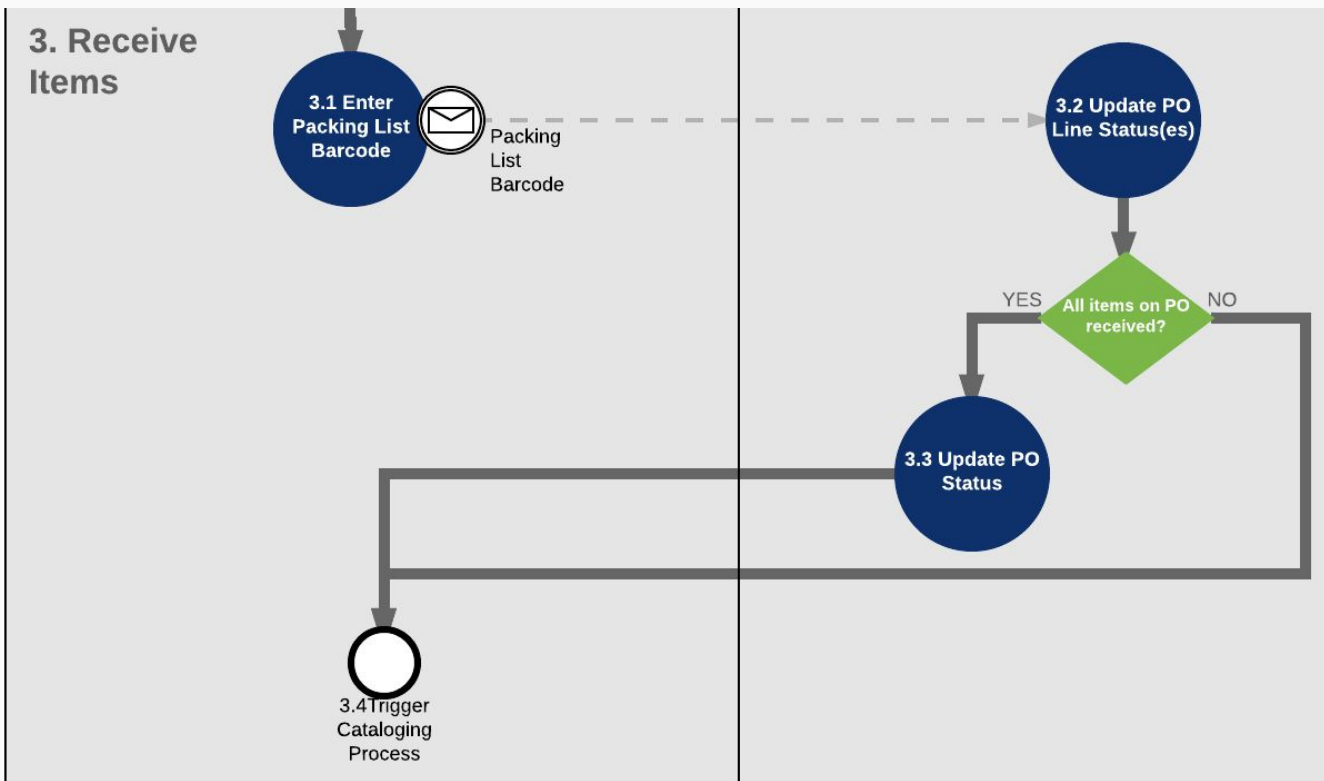 3. Receive
Items
3.1 Enter
Packing List
Barcode
Packing
List
Barcode
3.2 Update PO
Line Status(es)
YES
All items on PO
received?
NO
3.3 Update PO
Status
3.4Trigger
Cataloging
Process